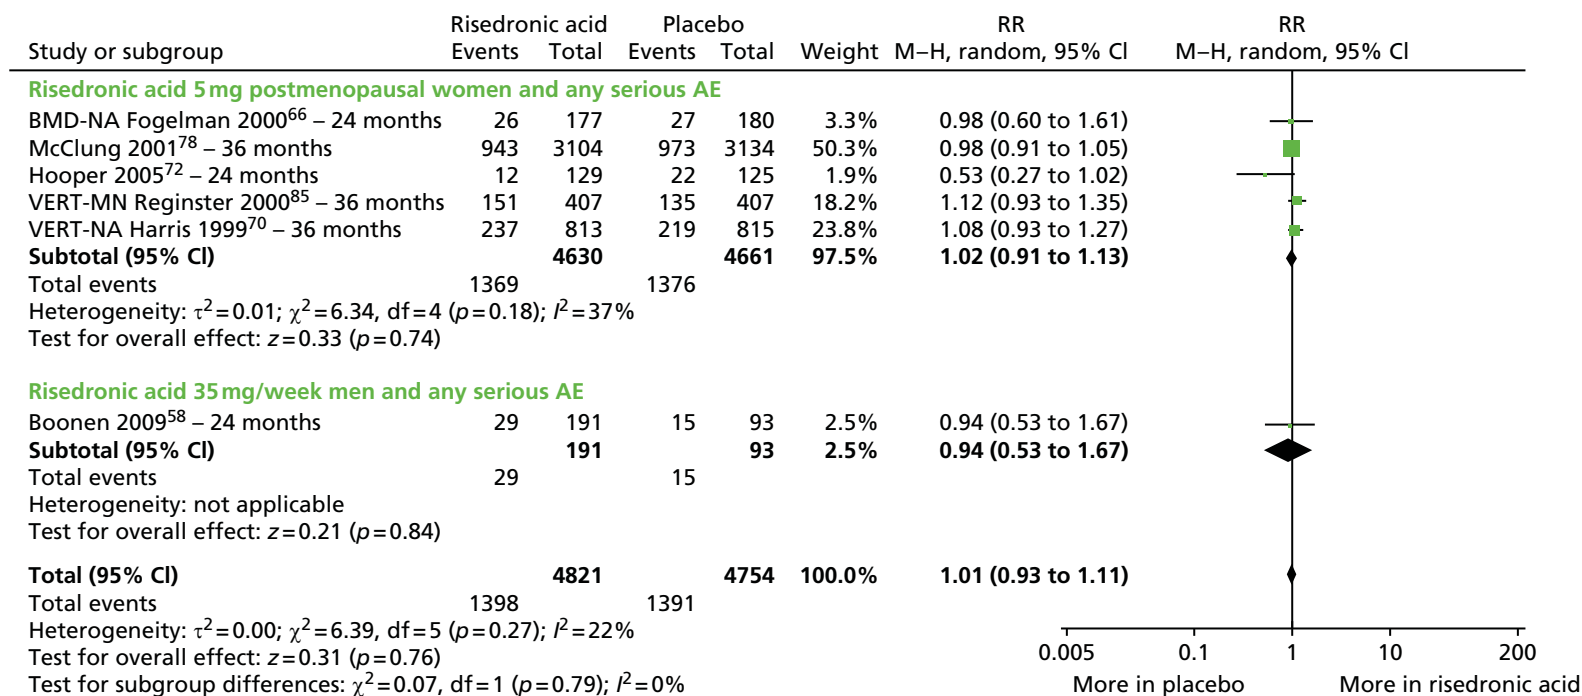 Risedronic acid Placebo RR RR
Study or subgroup Events Total Events Total Weight M–H, random, 95% CI M–H, random, 95% CI
Risedronic acid 5 mg postmenopausal women and any serious AE
BMD-NA Fogelman 2000⁶⁶ – 24 months 26 177 27 180 3.3% 0.98 (0.60 to 1.61)
McClung 2001⁷⁸ – 36 months 943 3104 973 3134 50.3% 0.98 (0.91 to 1.05)
Hooper 2005⁷² – 24 months 12 129 22 125 1.9% 0.53 (0.27 to 1.02)
VERT-MN Reginster 2000⁸⁵ – 36 months 151 407 135 407 18.2% 1.12 (0.93 to 1.35)
VERT-NA Harris 1999⁷⁰ – 36 months 237 813 219 815 23.8% 1.08 (0.93 to 1.27)
Subtotal (95% CI) 4630 4661 97.5% 1.02 (0.91 to 1.13)
Total events 1369 1376
Heterogeneity: τ²=0.01; χ²=6.34, df=4 (p=0.18); I²=37%
Test for overall effect: z=0.33 (p=0.74)
Risedronic acid 35 mg/week men and any serious AE
Boonen 2009⁵⁸ – 24 months 29 191 15 93 2.5% 0.94 (0.53 to 1.67)
Subtotal (95% CI) 191 93 2.5% 0.94 (0.53 to 1.67)
Total events 29 15
Heterogeneity: not applicable
Test for overall effect: z=0.21 (p=0.84)
Total (95% CI) 4821 4754 100.0% 1.01 (0.93 to 1.11)
Total events 1398 1391
Heterogeneity: τ²=0.00; χ²=6.39, df=5 (p=0.27); I²=22%
Test for overall effect: z=0.31 (p=0.76)
Test for subgroup differences: χ²=0.07, df=1 (p=0.79); I²=0%
0.005 0.1 1 10 200
More in placebo More in risedronic acid